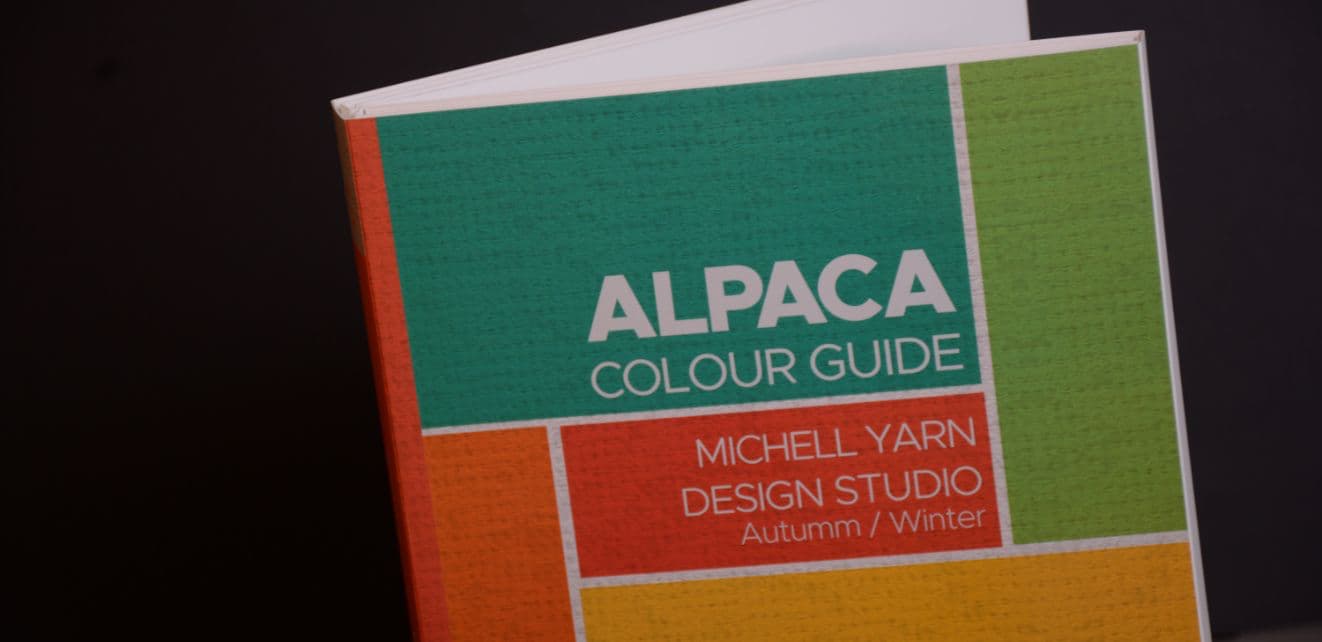 ALPACA
COLOUR GUIDE
MICHELL YARN
DESIGN STUDIO
Autumm / Winter